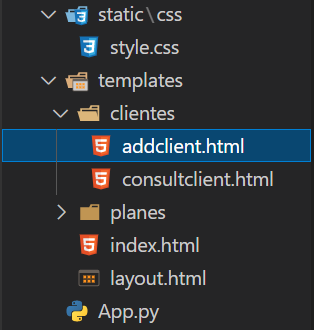 static\css
style.css
templates
clientes
addclient.html
consultclient.html
planes
index.html
layout.html
App.py